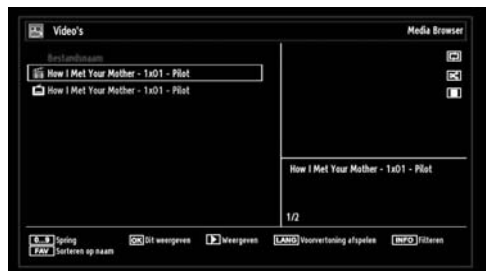 Video's
Media Browser
Bestandsnaam
How I Met Your Mother - 1x01 - Pilot
How I Met Your Mother - 1x01 - Pilot
How I Met Your Mother - 1x01 - Pilot
1/2
0...9 Spring OK Dit weergeven Weergeven LANG Voorvertoning afspelen INFO Filteren
FAV Sorteren op naam